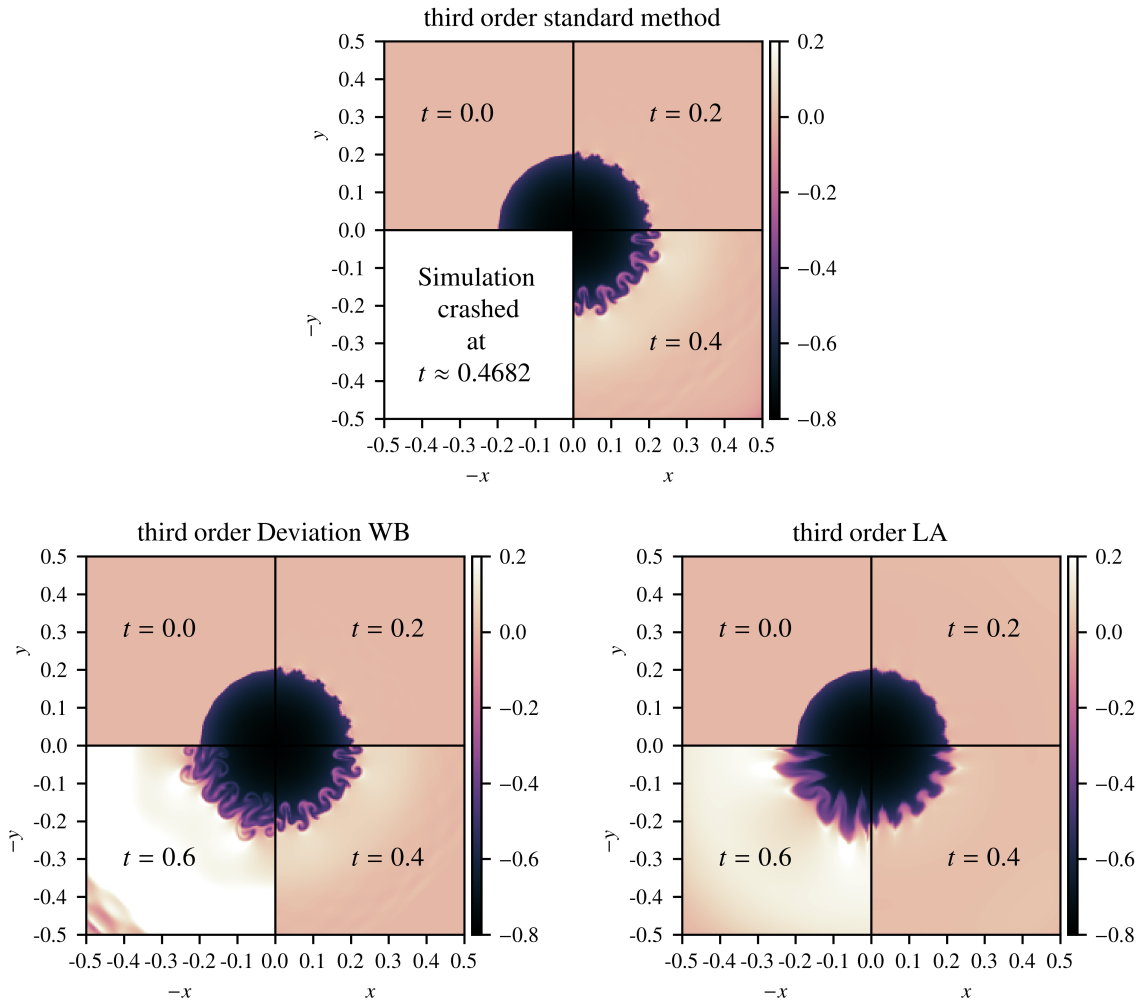 third order standard method
0.5
0.4
0.3
0.2
0.1
0.0
-0.1
-0.2
-0.3
-0.4
-0.5
y
−y
t = 0.0
t = 0.2
Simulation
crashed
at
t ≈ 0.4682
t = 0.4
-0.5 -0.4 -0.3 -0.2 -0.1 0.0 0.1 0.2 0.3 0.4 0.5
−x x
0.2
0.0
−0.2
−0.4
−0.6
−0.8
third order Deviation WB
0.5
0.4
0.3
0.2
0.1
0.0
-0.1
-0.2
-0.3
-0.4
-0.5
y
−y
t = 0.0
t = 0.2
t = 0.6
t = 0.4
-0.5 -0.4 -0.3 -0.2 -0.1 0.0 0.1 0.2 0.3 0.4 0.5
−x x
0.2
0.0
−0.2
−0.4
−0.6
−0.8
third order LA
0.5
0.4
0.3
0.2
0.1
0.0
-0.1
-0.2
-0.3
-0.4
-0.5
y
−y
t = 0.0
t = 0.2
t = 0.6
t = 0.4
-0.5 -0.4 -0.3 -0.2 -0.1 0.0 0.1 0.2 0.3 0.4 0.5
−x x
0.2
0.0
−0.2
−0.4
−0.6
−0.8